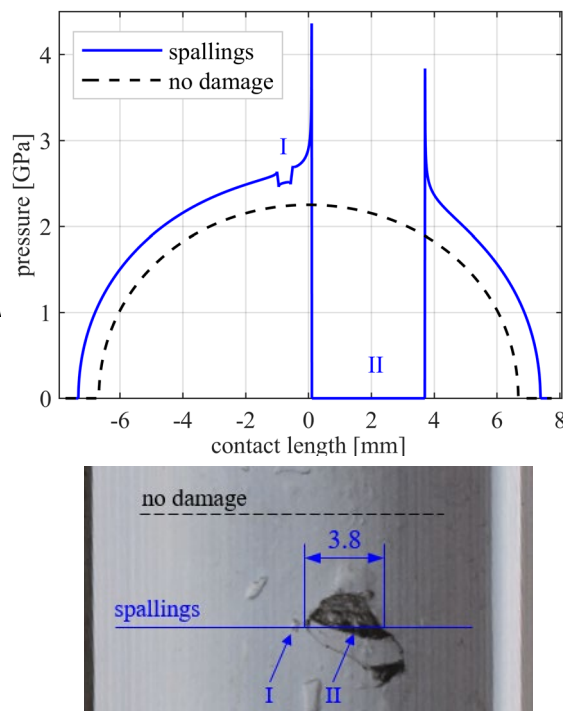 4
3
2
1
0
pressure [GPa]
spallings
no damage
I
II
-6 -4 -2 0 2 4 6 8
contact length [mm]
no damage
3.8
spallings
I II